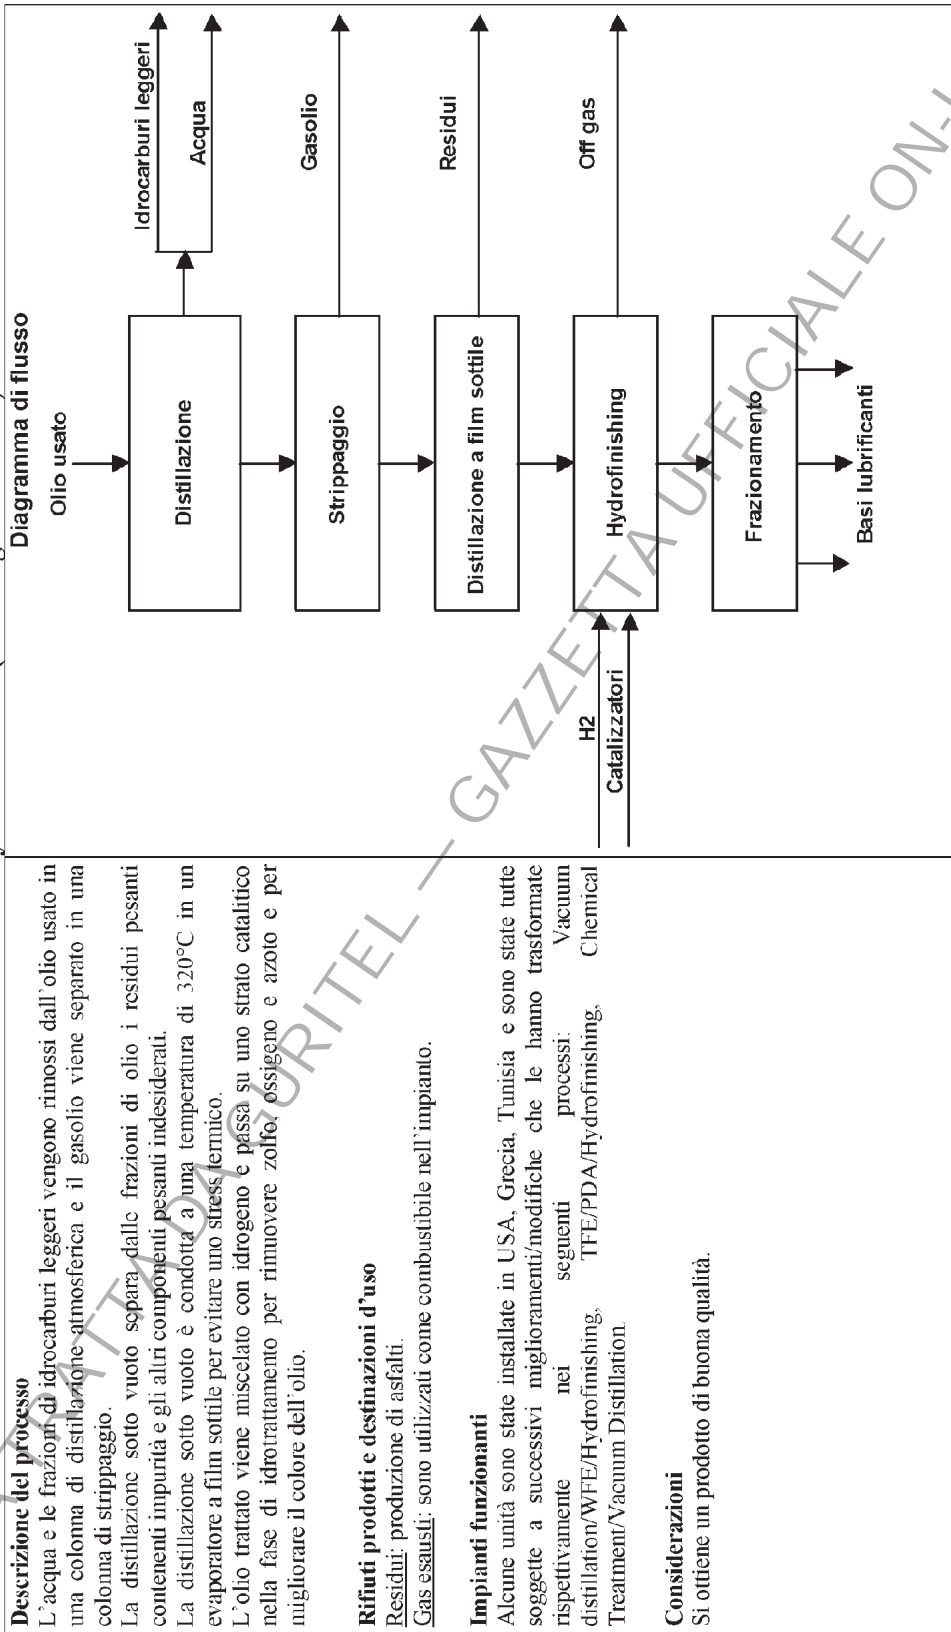 Descrizione del processo
L'acqua e le frazioni di idrocarburi leggeri vengono rimossi dall'olio usato in
una colonna di distillazione atmosferica e il gasolio viene separato in una
colonna di strippaggio.
La distillazione sotto vuoto separa dalle frazioni di olio i residui pesanti
contenenti impurità e gli altri componenti pesanti indesiderati.
La distillazione sotto vuoto è condotta a una temperatura di 320°C in un
evaporatore a film sottile per evitare uno stress termico.
L'olio trattato viene miscelato con idrogeno e passa su uno strato catalitico
nella fase di idrotrattamento per rimuovere zolfo, ossigeno e azoto e per
migliorare il colore dell'olio.
Rifiuti prodotti e destinazioni d'uso
Residui: produzione di asfalti.
Gas esausti: sono utilizzati come combustibile nell'impianto.
Impianti funzionanti
Alcune unità sono state installate in USA, Grecia, Tunisia e sono state tutte
soggette a successivi miglioramenti/modifiche che le hanno trasformate
rispettivamente nei seguenti processi: Vacuum
distillation/WFE/Hydrofinishing, TFE/PDA/Hydrofinishing, Chemical
Treatment/Vacuum Distillation.
Considerazioni
Si ottiene un prodotto di buona qualità.
Diagramma di flusso
Olio usato
Distillazione
Idrocarburi leggeri
Acqua
Strippaggio
Gasolio
Distillazione a film sottile
Residui
H2
Catalizzatori
Hydrofinishing
Off gas
Frazionamento
Basi lubrificanti
TRATTA DA GURITEL — GAZZETTA UFFICIALE ON-L